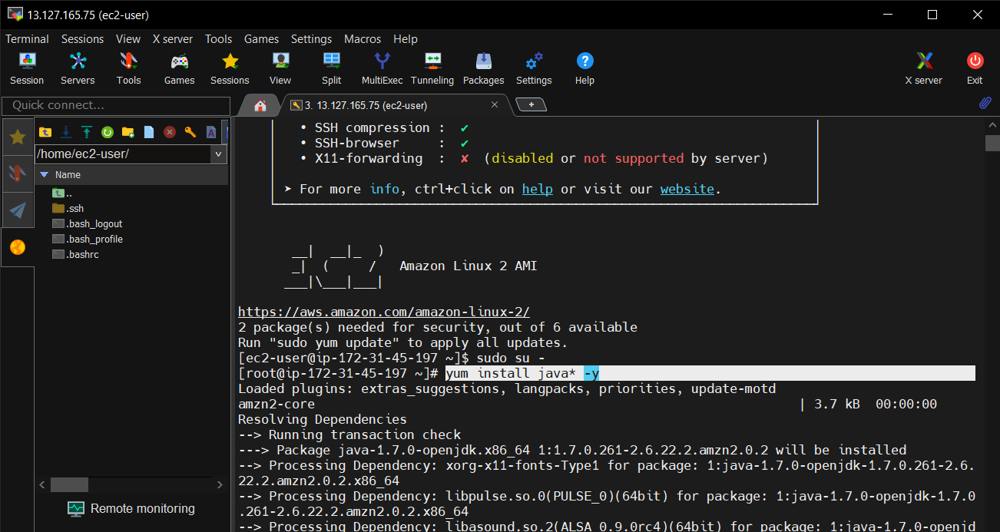 13.127.165.75 (ec2-user)
Terminal Sessions View X server Tools Games Settings Macros Help
Session Servers Tools Games Sessions View Split MultiExec Tunneling Packages Settings Help X server Exit
Quick connect...
3. 13.127.165.75 (ec2-user)
/home/ec2-user/
Name
..
.ssh
.bash_logout
.bash_profile
.bashrc
Remote monitoring
• SSH compression : ✔
• SSH-browser : ✔
• X11-forwarding : ✘ (disabled or not supported by server)
➤ For more info, ctrl+click on help or visit our website.
__| __|_ )
_| ( / Amazon Linux 2 AMI
___|\___|___|
https://aws.amazon.com/amazon-linux-2/
2 package(s) needed for security, out of 6 available
Run "sudo yum update" to apply all updates.
[ec2-user@ip-172-31-45-197 ~]$ sudo su -
[root@ip-172-31-45-197 ~]# yum install java* -y
Loaded plugins: extras_suggestions, langpacks, priorities, update-motd
amzn2-core | 3.7 kB 00:00:00
Resolving Dependencies
--> Running transaction check
---> Package java-1.7.0-openjdk.x86_64 1:1.7.0.261-2.6.22.2.amzn2.0.2 will be installed
--> Processing Dependency: xorg-x11-fonts-Type1 for package: 1:java-1.7.0-openjdk-1.7.0.261-2.6.
22.2.amzn2.0.2.x86_64
--> Processing Dependency: libpulse.so.0(PULSE_0)(64bit) for package: 1:java-1.7.0-openjdk-1.7.0
.261-2.6.22.2.amzn2.0.2.x86_64
--> Processing Dependency: libasound.so.2(ALSA_0.9.0rc4)(64bit) for package: 1:java-1.7.0-openjd